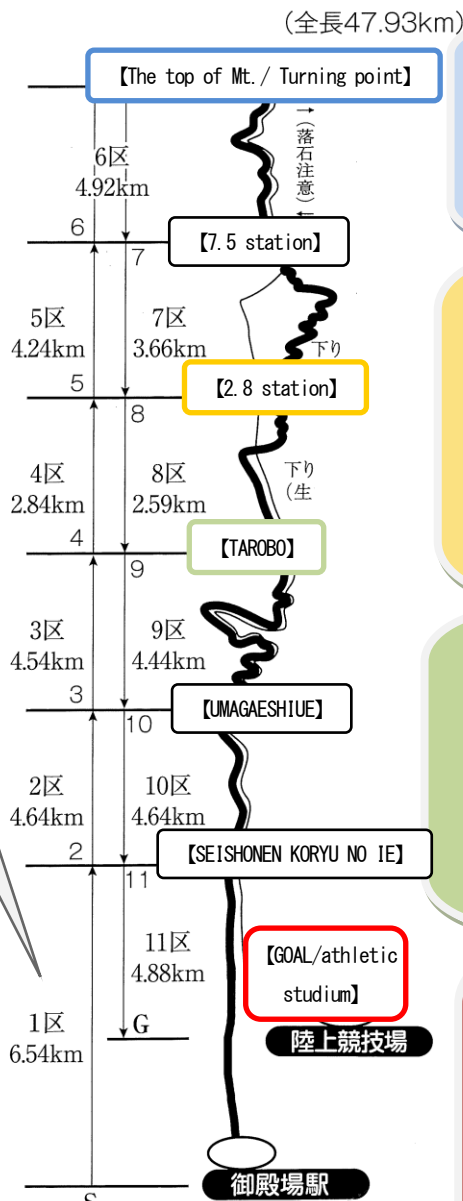 (全長47.93km)
【The top of Mt./ Turning point】
→(落石注意)←
6区
4.92km
6
【7.5 station】
7
5区
4.24km
7区
3.66km
下り
5
【2.8 station】
8
4区
2.84km
8区
2.59km
下り
(生
4
【TAROBO】
9
3区
4.54km
9区
4.44km
3
【UMAGAESHIUE】
10
2区
4.64km
10区
4.64km
2
【SEISHONEN KORYU NO IE】
11
11区
4.88km
【GOAL/athletic
studium】
G
陸上競技場
1区
6.54km
御殿場駅
S